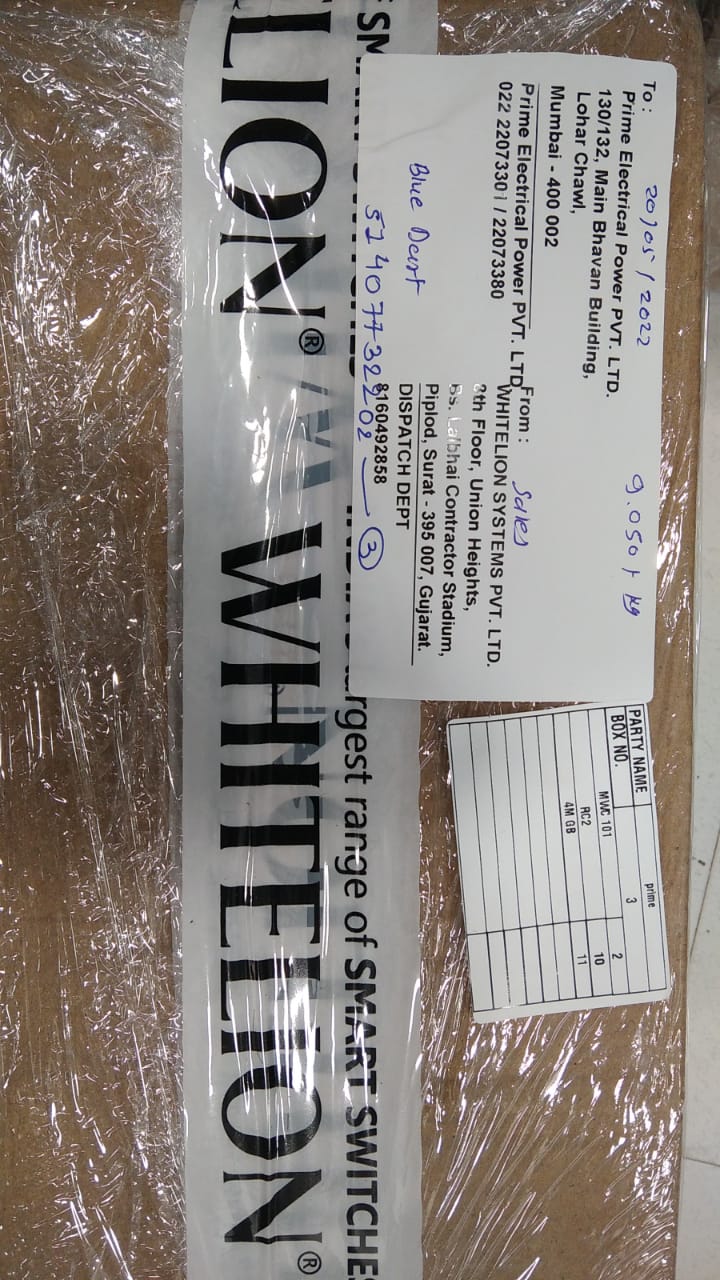 To:
20/05/2022
9.050 kg
Prime Electrical Power PVT. LTD.
130/132, Main Bhavan Building,
Lohar Chawl,
Mumbai - 400 002
Prime Electrical Power PVT. LTD
022 22073301 / 22073380
From :
Sales
WHITELION SYSTEMS PVT. LTD.
8th Floor, Union Heights,
Bs. Lalbhai Contractor Stadium,
Piplod, Surat - 395 007, Gujarat.
DISPATCH DEPT
8160492858
Blue Dart
51407732202 — 3
PARTY NAME prime
BOX NO. 3
MWC 101 2
RC2 10
4M GB 11
largest range of SMART SWITCHES
LION® WHITELION®